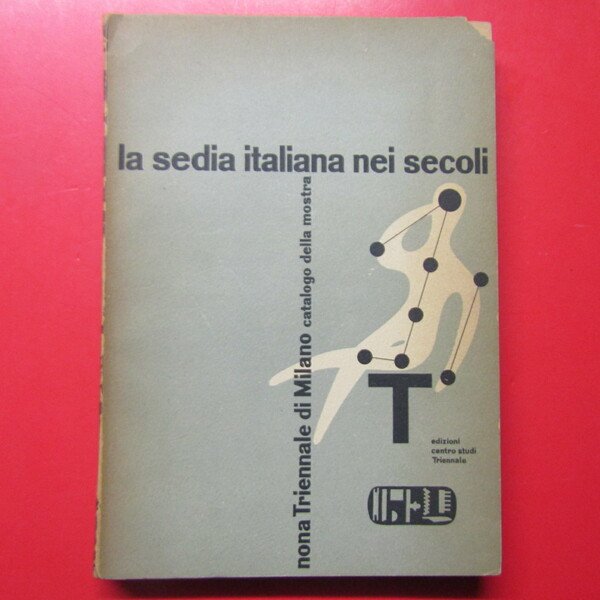 la sedia italiana nei secoli
nona Triennale di Milano catalogo della mostra
T
edizioni
centro studi
Triennale